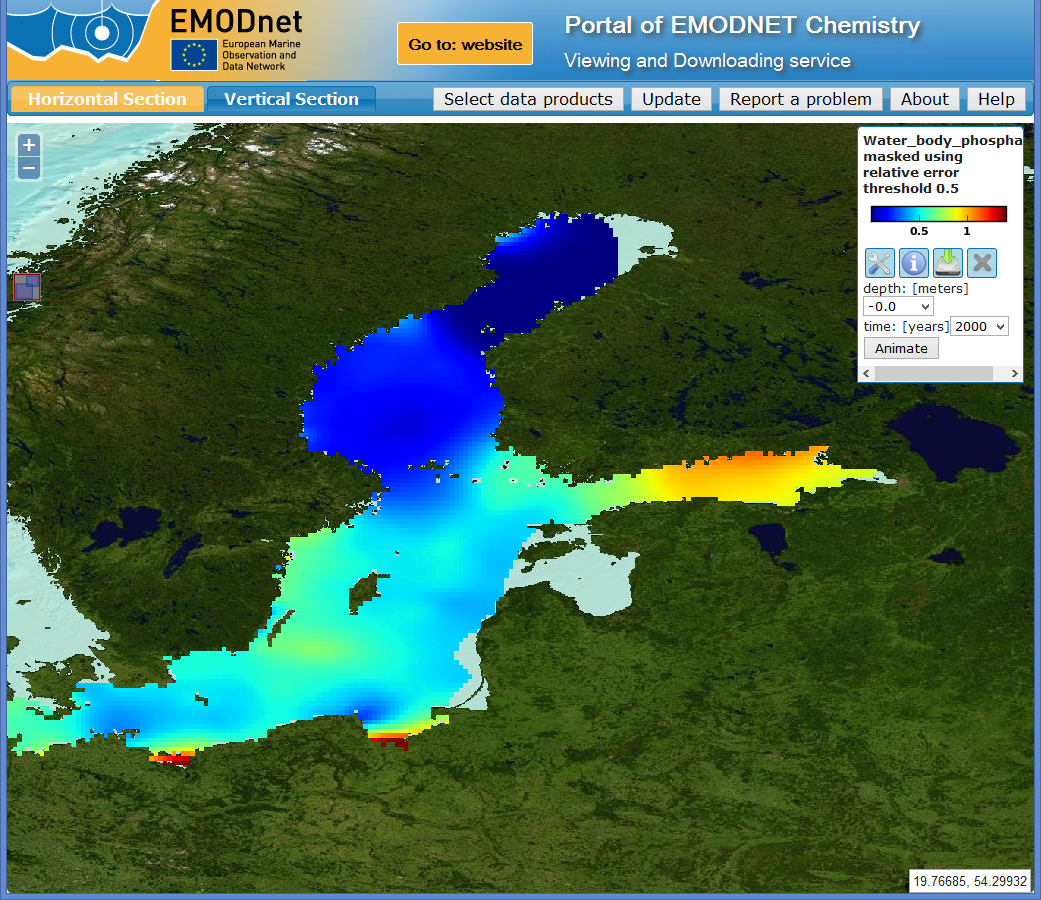 EMODnet
European Marine
Observation and
Data Network
Go to: website
Portal of EMODNET Chemistry
Viewing and Downloading service
Horizontal Section
Vertical Section
Select data products
Update
Report a problem
About
Help
+
−
Water_body_phospha
masked using
relative error
threshold 0.5
0.5 1
depth: [meters]
-0.0
time: [years] 2000
Animate
19.76685, 54.29932